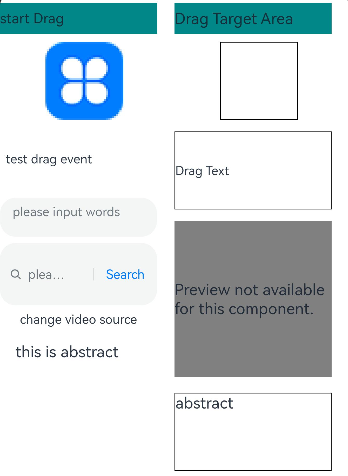 start Drag
test drag event
please input words
plea...
Search
change video source
this is abstract
Drag Target Area
Drag Text
Preview not available
for this component.
abstract